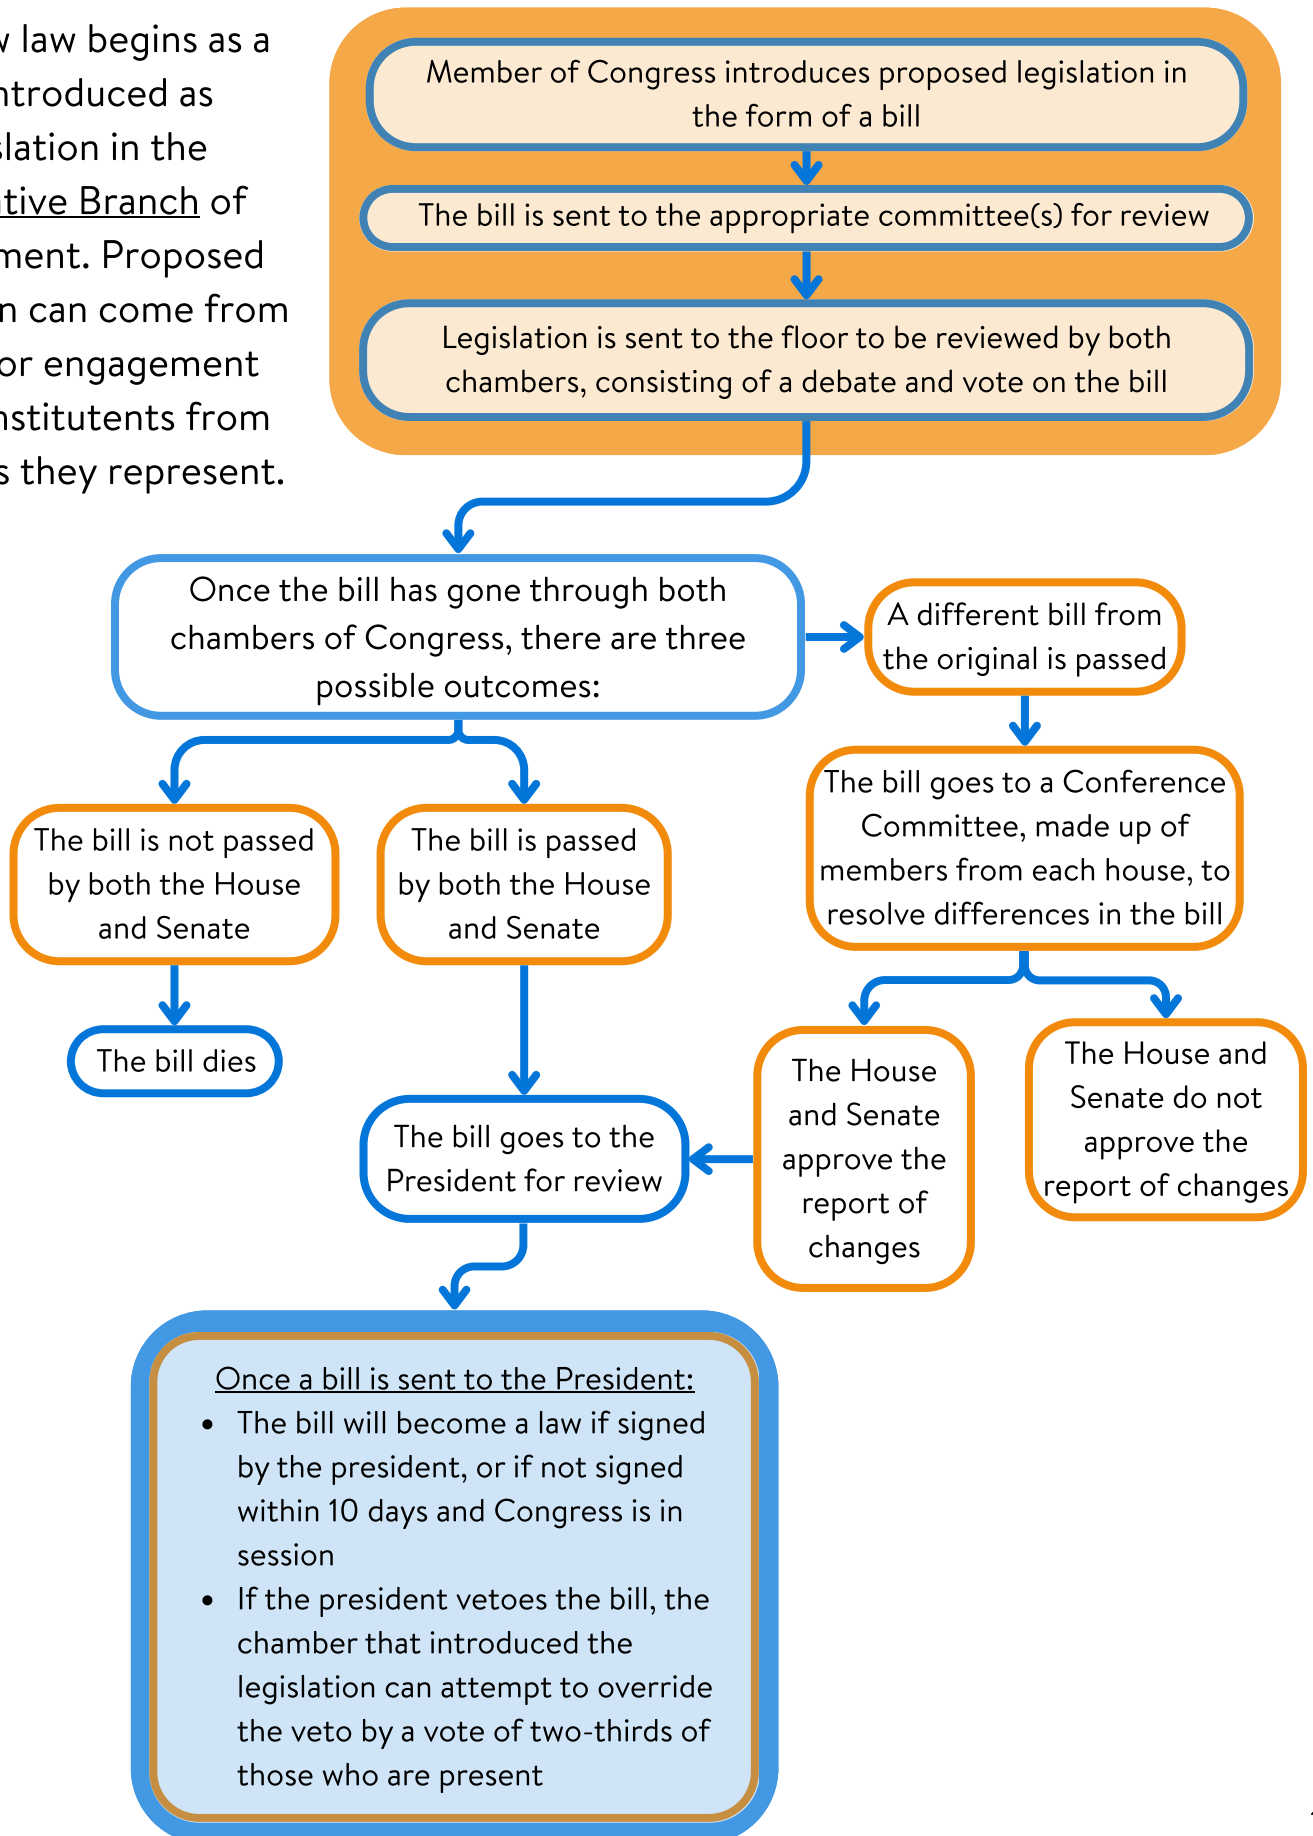 law begins as a
as
in the
Branch of
Proposed
can come from
or engagement
from
they represent.
Member of Congress introduces proposed legislation in
the form of a bill
The bill is sent to the appropriate committee(s) for review
Legislation is sent to the floor to be reviewed by both
chambers, consisting of a debate and vote on the bill
Once the bill has gone through both
chambers of Congress, there are three
possible outcomes:
A different bill from
the original is passed
The bill is not passed
by both the House
and Senate
The bill is passed
by both the House
and Senate
The bill goes to a Conference
Committee, made up of
members from each house, to
resolve differences in the bill
The bill dies
The bill goes to the
President for review
The House
and Senate
approve the
report of
changes
The House and
Senate do not
approve the
report of changes
Once a bill is sent to the President:
• The bill will become a law if signed
by the president, or if not signed
within 10 days and Congress is in
session
• If the president vetoes the bill, the
chamber that introduced the
legislation can attempt to override
the veto by a vote of two-thirds of
those who are present